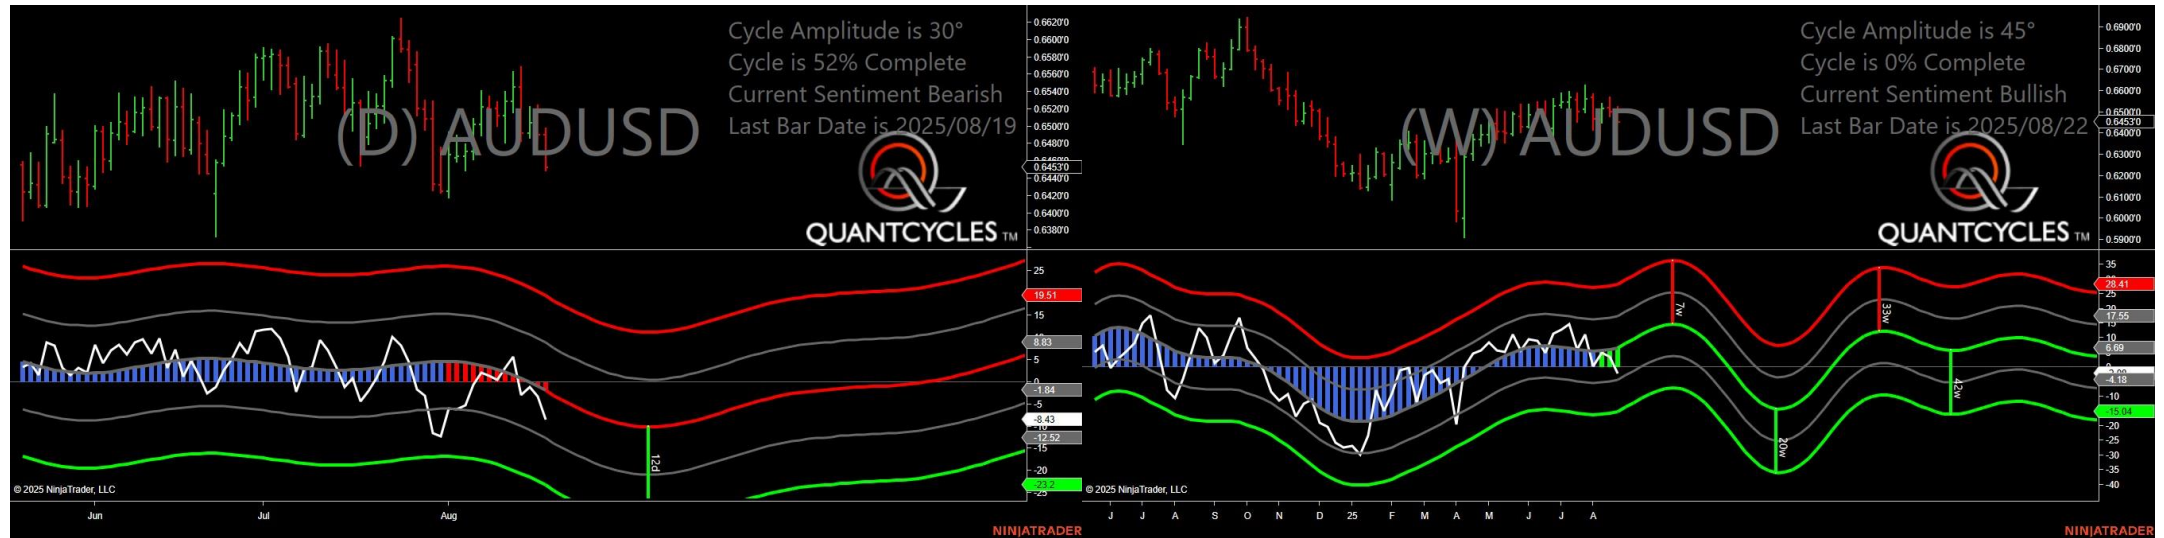 Cycle Amplitude is 30°
Cycle is 52% Complete
Current Sentiment Bearish
Last Bar Date is 2025/08/19
(D) AUDUSD
QUANTCYCLES TM
0.6620'0
0.6600'0
0.6580'0
0.6560'0
0.6540'0
0.6520'0
0.6500'0
0.6480'0
0.6453'0
0.6440'0
0.6420'0
0.6400'0
0.6380'0
25
19.51
15
8.83
5
0
-1.84
-5
-8.43
-10
-12.52
-15
-20
-23.2
-25
12d
© 2025 NinjaTrader, LLC
Jun
Jul
Aug
NINJATRADER
Cycle Amplitude is 45°
Cycle is 0% Complete
Current Sentiment Bullish
Last Bar Date is 2025/08/22
(W) AUDUSD
QUANTCYCLES TM
0.6900'0
0.6800'0
0.6700'0
0.6600'0
0.6500'0
0.6453'0
0.6400'0
0.6300'0
0.6200'0
0.6100'0
0.6000'0
0.5900'0
35
28.41
25
17.55
15
6.69
-4.18
-10
-15.04
-20
-25
-30
-35
-40
7w
20w
33w
42w
© 2025 NinjaTrader, LLC
J J A S O N D 25 F M A M J J A
NINJATRADER